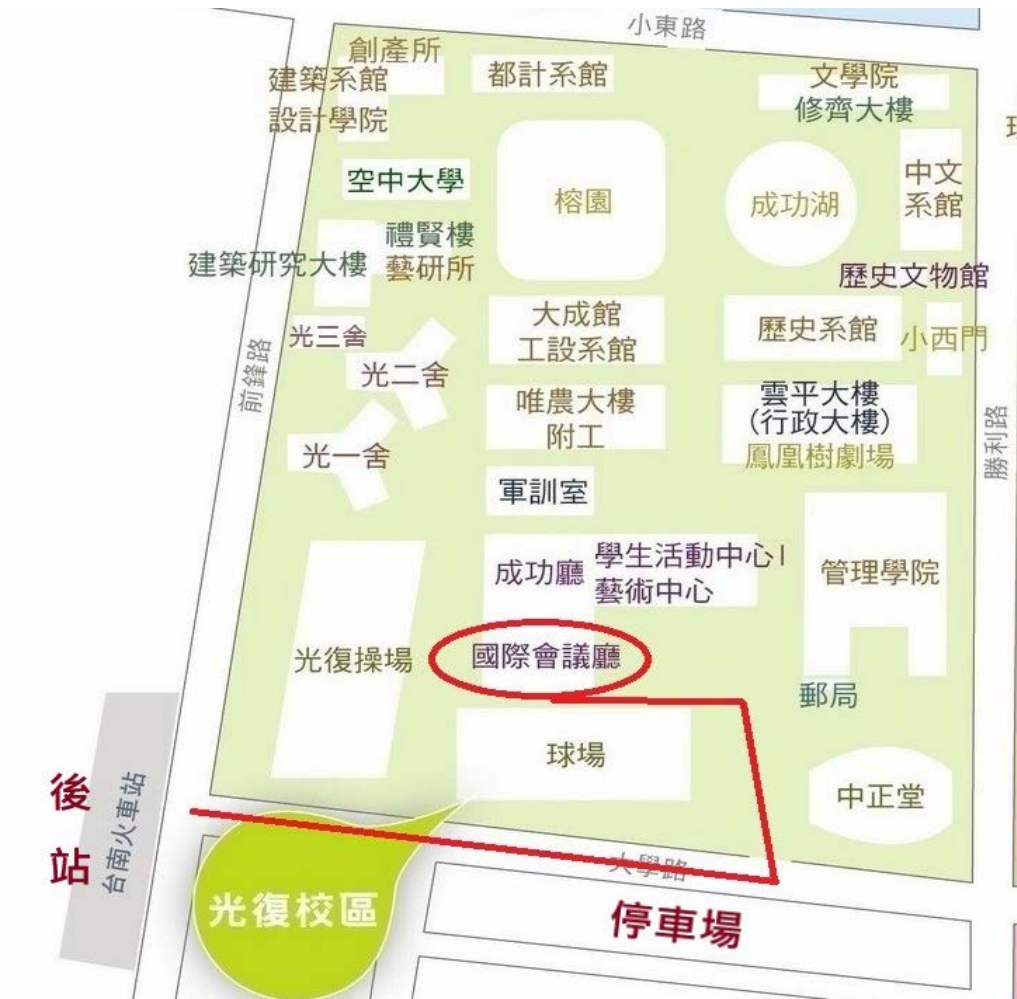 小東路
創產所
建築系館
設計學院
都計系館
文學院
修齊大樓
空中大學
榕園
成功湖
中文
系館
禮賢樓
藝研所
建築研究大樓
歷史文物館
光三舍
大成館
工設系館
歷史系館
小西門
前鋒路
光二舍
唯農大樓
附工
雲平大樓
(行政大樓)
鳳凰樹劇場
勝利路
光一舍
軍訓室
成功廳
學生活動中心I
藝術中心
管理學院
光復操場
國際會議廳
郵局
球場
中正堂
後
站
台南火車站
大學路
光復校區
停車場